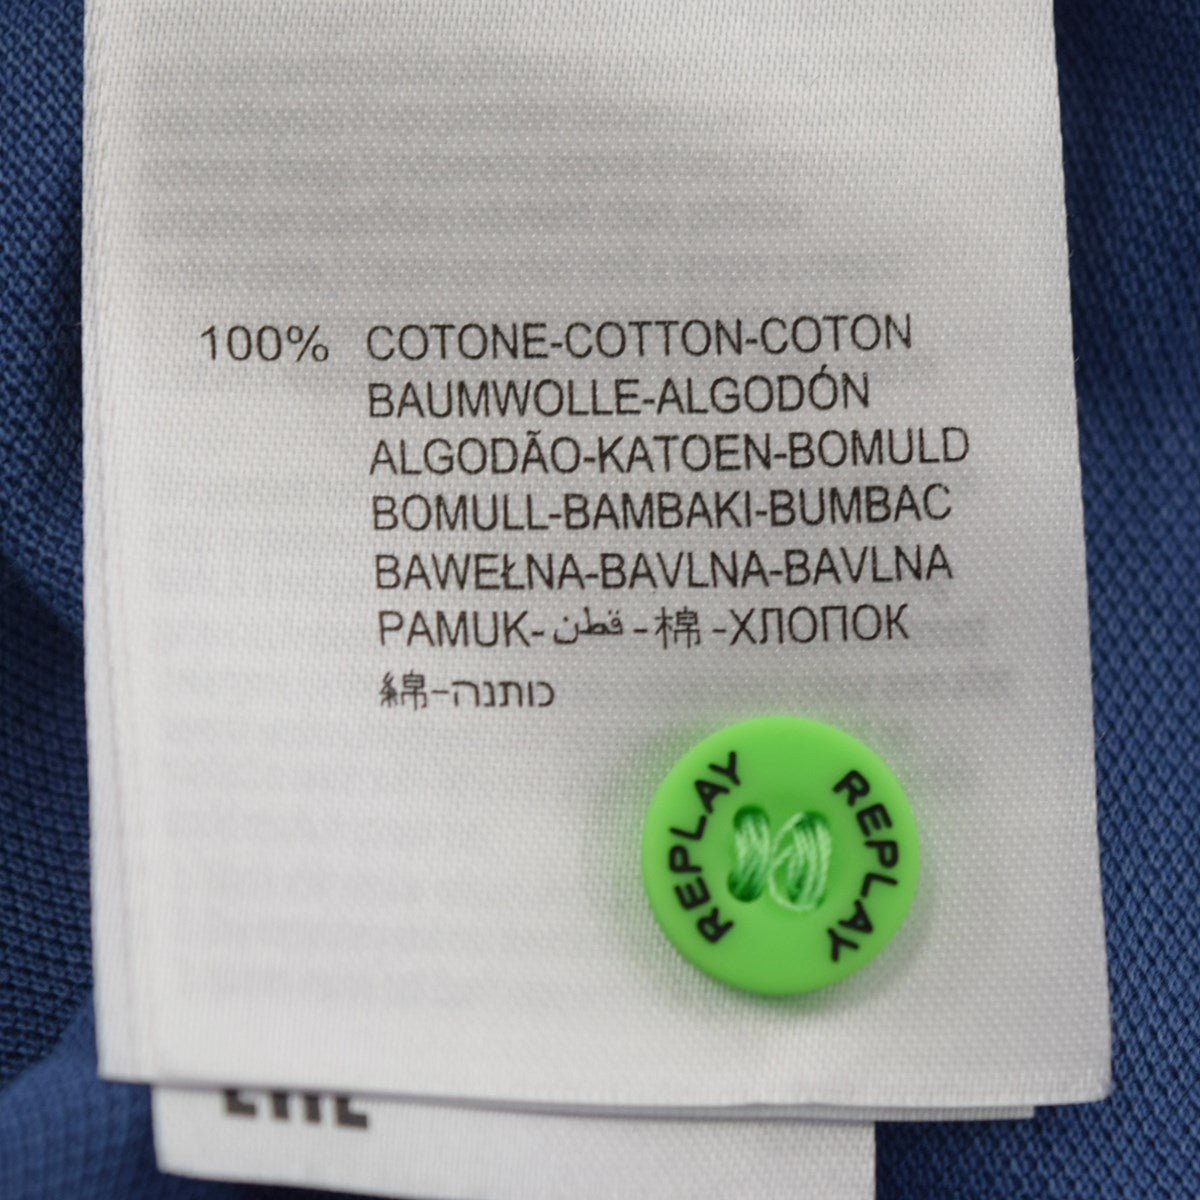 100% COTONE-COTTON-COTON
BAUMWOLLE-ALGODÓN
ALGODÃO-KATOEN-BOMULD
BOMULL-BAMBAKI-BUMBAC
BAWEŁNA-BAVLNA-BAVLNA
PAMUK- قطن -棉-ХЛОПОК
綿-כותנה
REPLAY
REPLAY